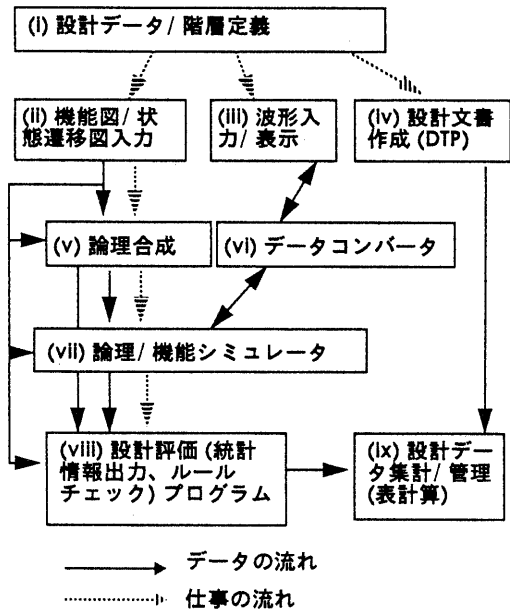 (i) 設計データ/ 階層定義
(ii) 機能図/ 状
態遷移図入力
(iii) 波形入
力/ 表示
(iv) 設計文書
作成 (DTP)
(v) 論理合成
(vi) データコンバータ
(vii) 論理/ 機能シミュレータ
(viii) 設計評価 (統計
情報出力、ルール
チェック) プログラム
(ix) 設計デー
タ集計/ 管理
(表計算)
データの流れ
仕事の流れ